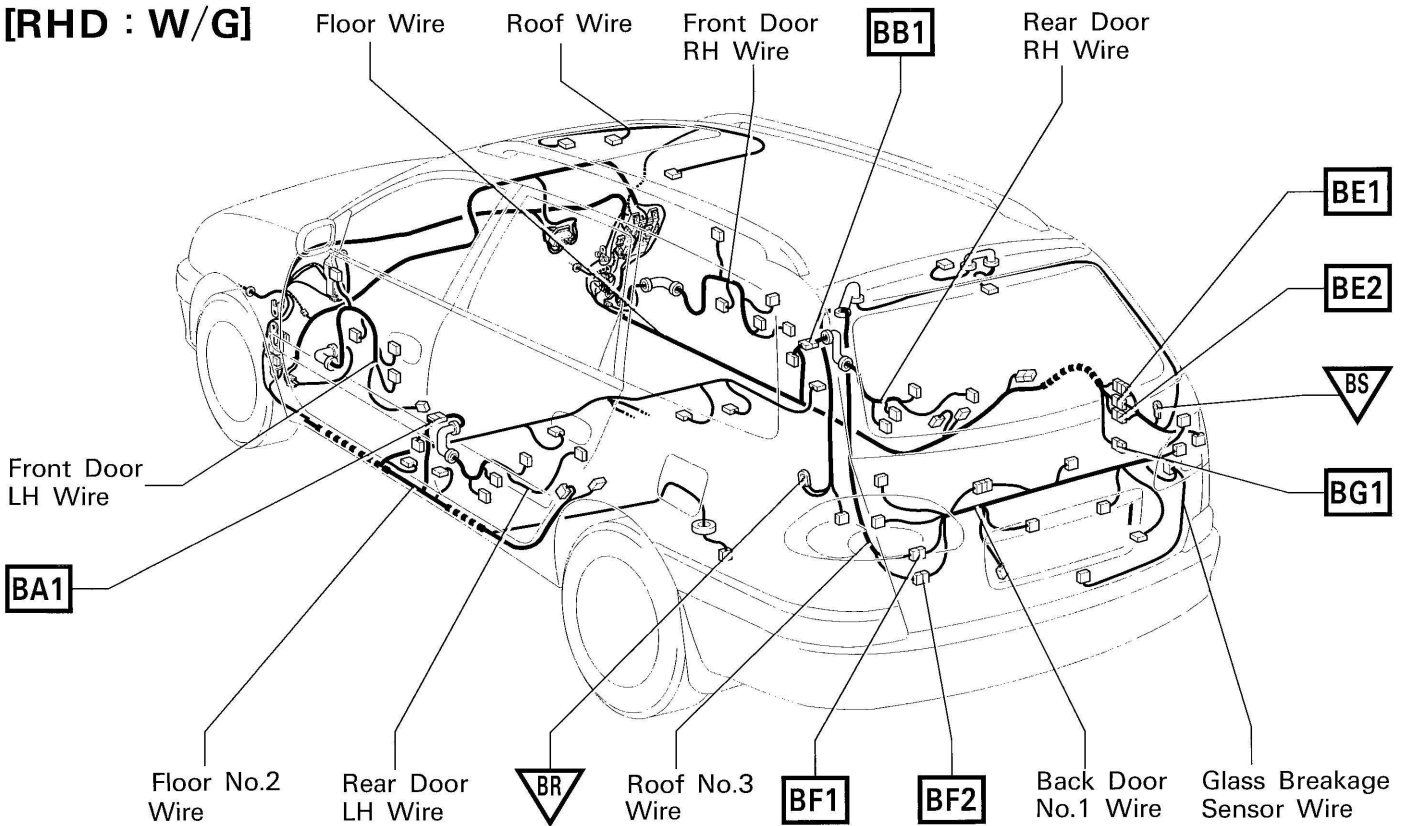 [RHD : W/G]
Floor Wire
Roof Wire
Front Door
RH Wire
BB1
Rear Door
RH Wire
BE1
BE2
BS
BG1
Front Door
LH Wire
BA1
Floor No.2
Wire
Rear Door
LH Wire
BR
Roof No.3
Wire
BF1
BF2
Back Door
No.1 Wire
Glass Breakage
Sensor Wire